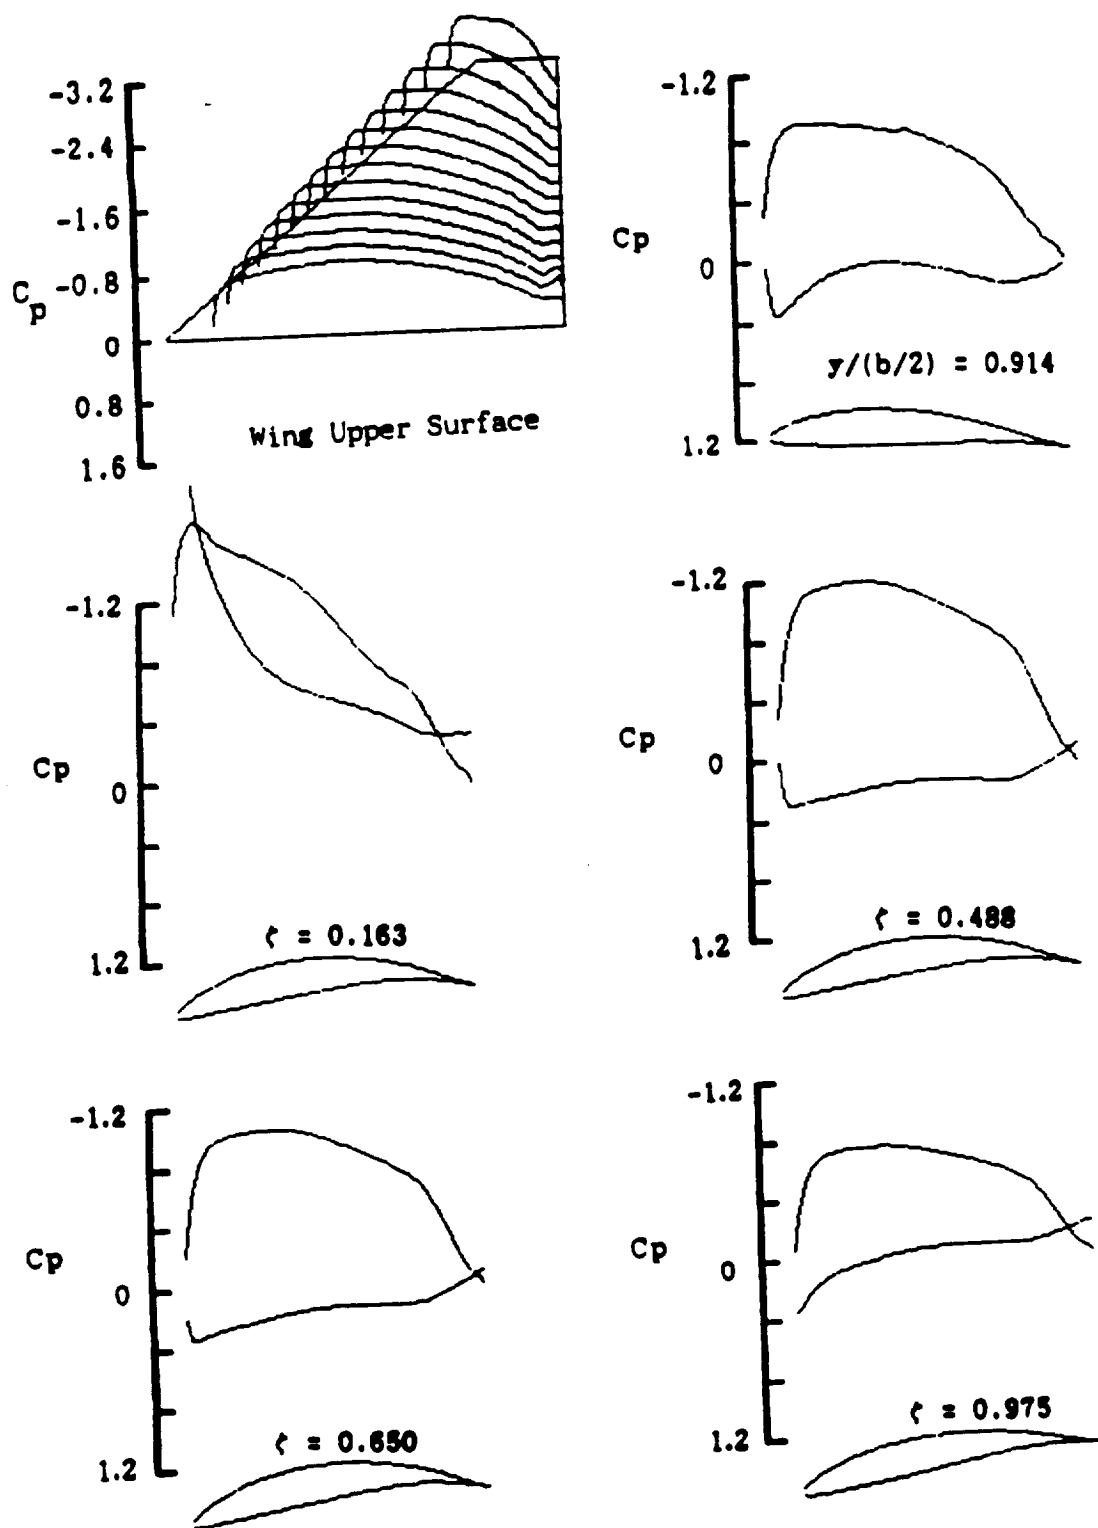 -3.2
-2.4
-1.6
-0.8
Cp
0
0.8
1.6
Wing Upper Surface
-1.2
Cp
0
y/(b/2) = 0.914
1.2
-1.2
Cp
0
ζ = 0.163
1.2
-1.2
Cp
0
ζ = 0.488
1.2
-1.2
Cp
0
ζ = 0.650
1.2
-1.2
Cp
0
ζ = 0.975
1.2